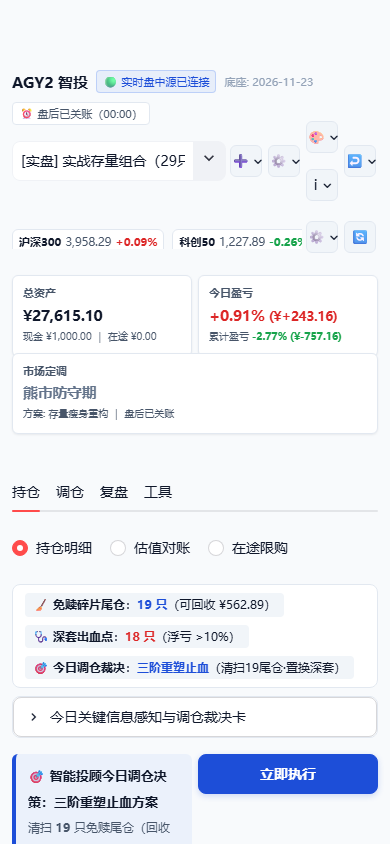 AGY2 智投 实时盘中源已连接 底座: 2026-11-23
盘后已关账（00:00）
[实盘] 实战存量组合（29只
i
沪深300 3,958.29 +0.09% 科创50 1,227.89 -0.26%
总资产 今日盈亏
¥27,615.10 +0.91% (¥+243.16)
现金 ¥1,000.00 ｜ 在途 ¥0.00 累计盈亏 -2.77% (¥-757.16)
市场定调
熊市防守期
方案: 存量瘦身重构 ｜ 盘后已关账
持仓 调仓 复盘 工具
持仓明细 估值对账 在途限购
免赎碎片尾仓：19 只（可回收 ¥562.89）
深套出血点：18 只（浮亏 >10%）
今日调仓裁决：三阶重塑止血（清扫19尾仓·置换深套）
今日关键信息感知与调仓裁决卡
智能投顾今日调仓决
策：三阶重塑止血方案
清扫 19 只免赎尾仓（回收
立即执行